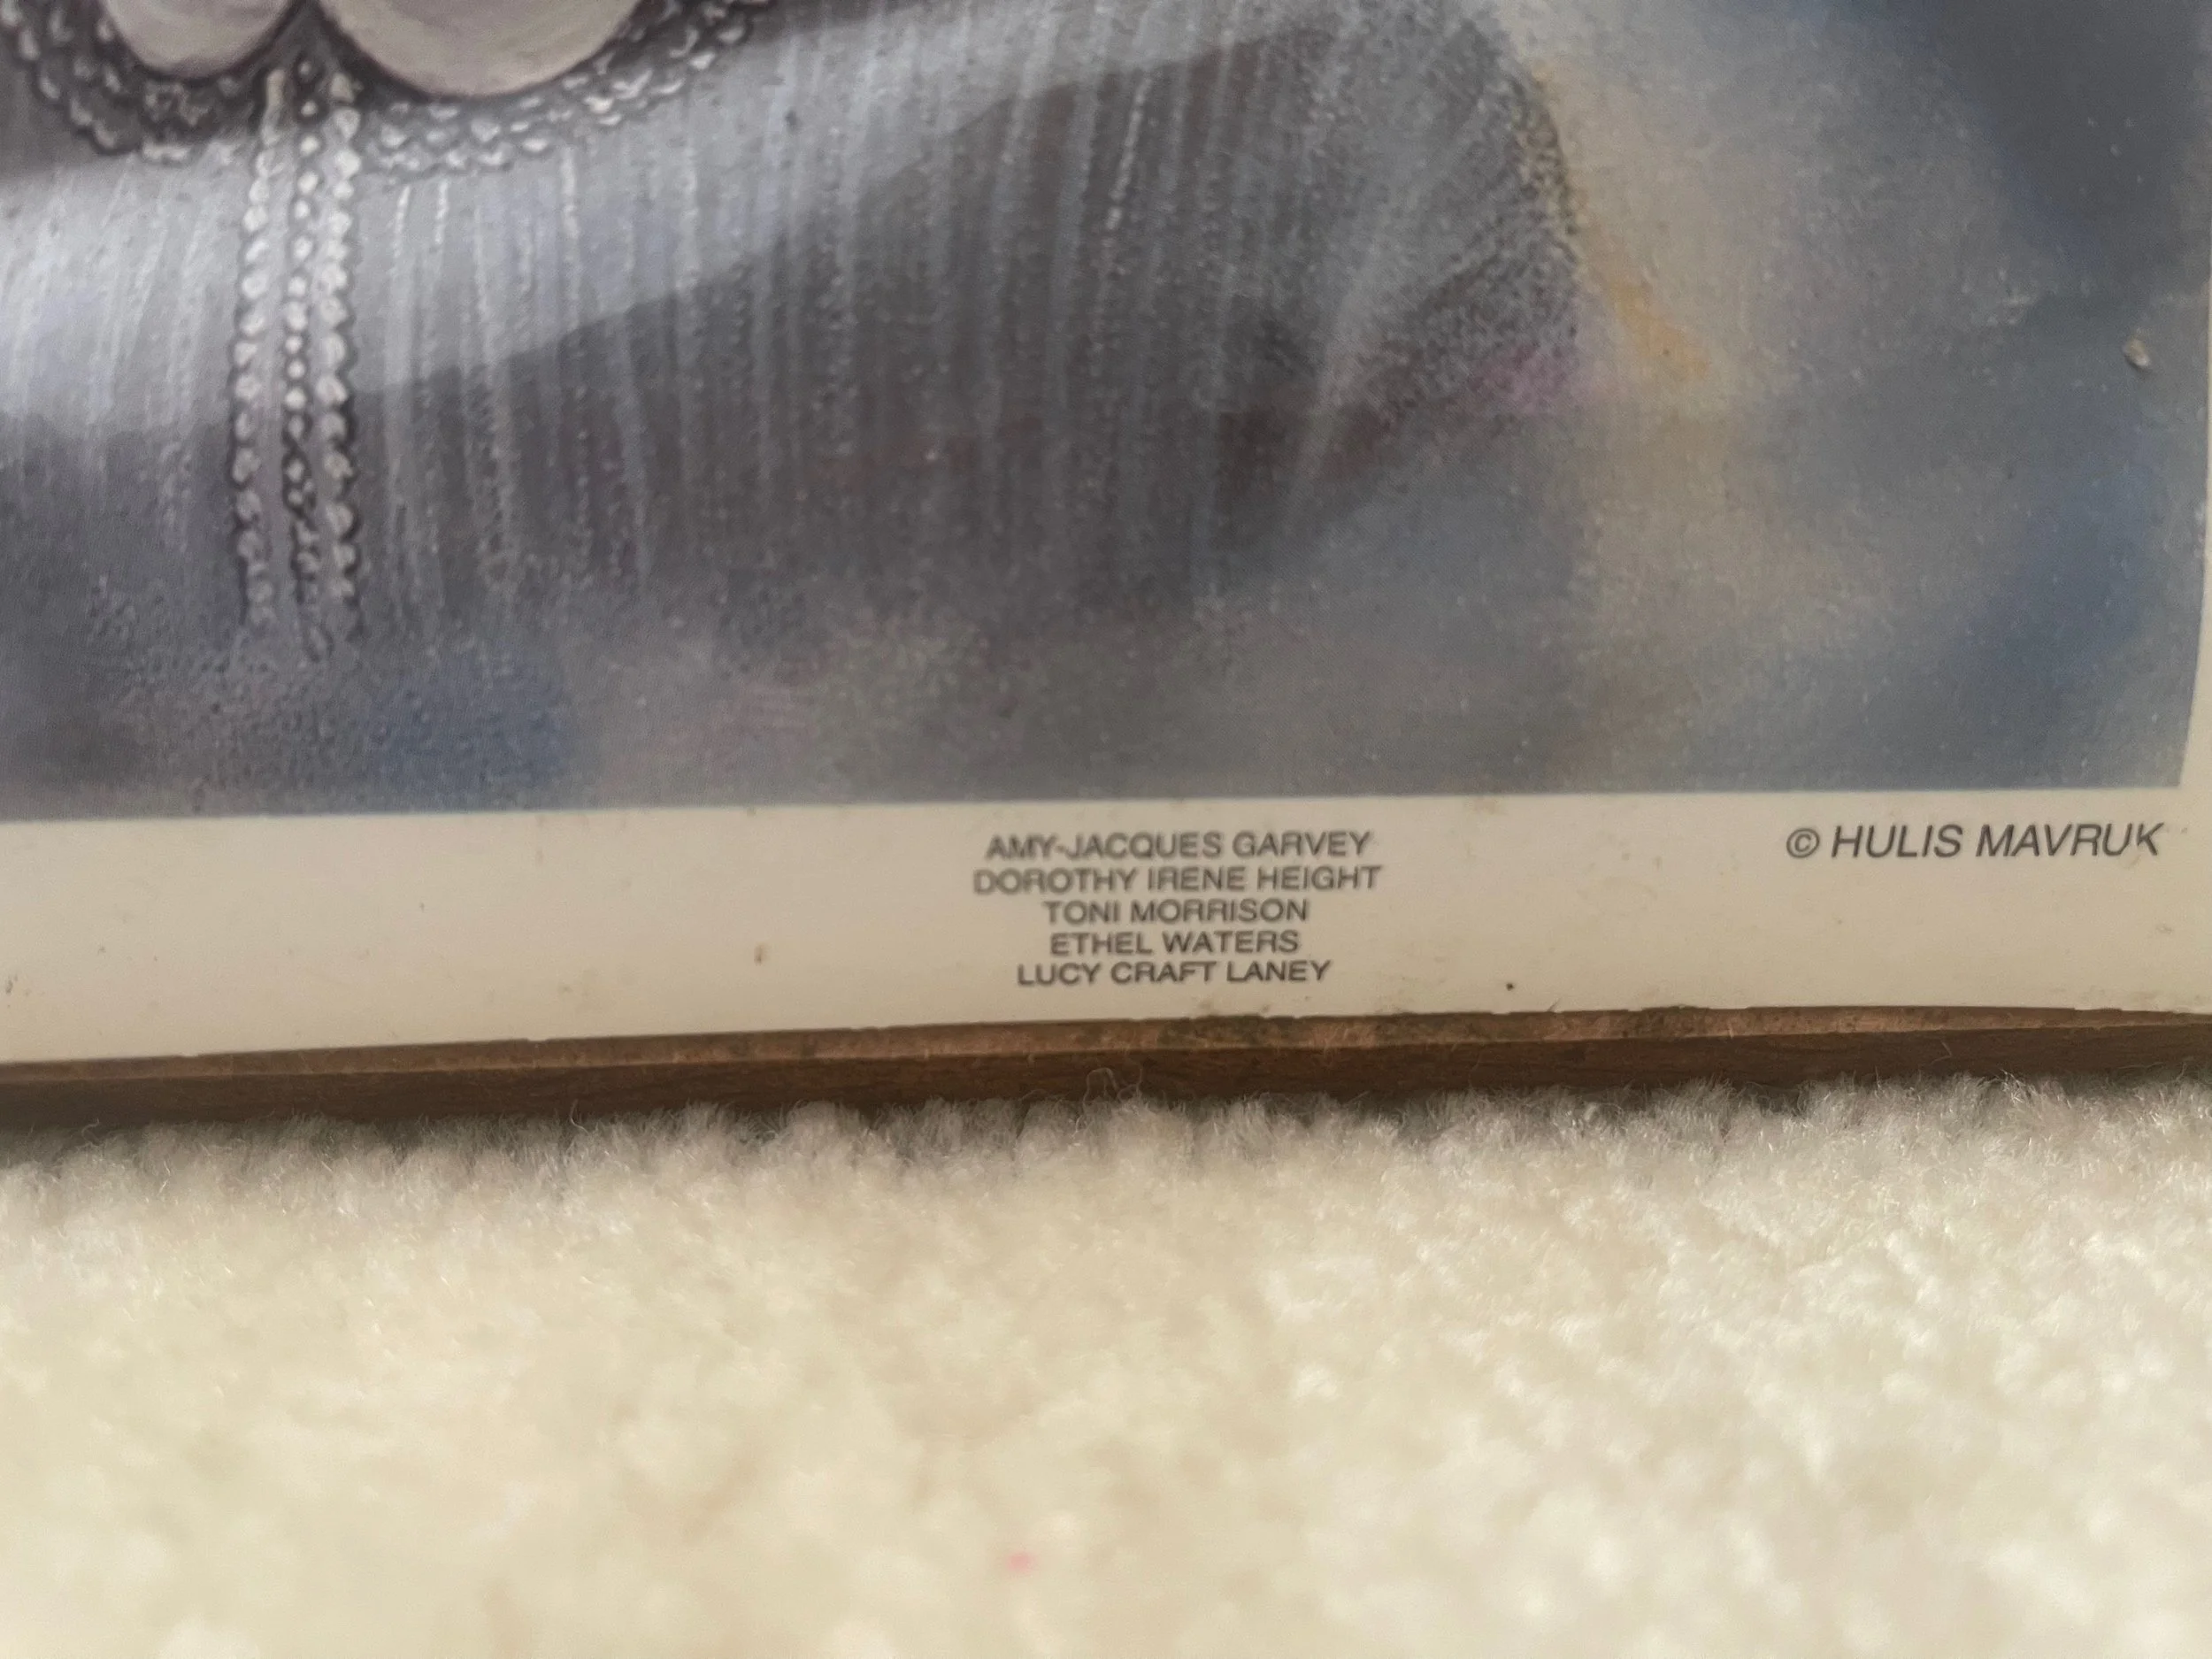 AMY-JACQUES GARVEY
DOROTHY IRENE HEIGHT
TONI MORRISON
ETHEL WATERS
LUCY CRAFT LANEY
© HULIS MAVRUK